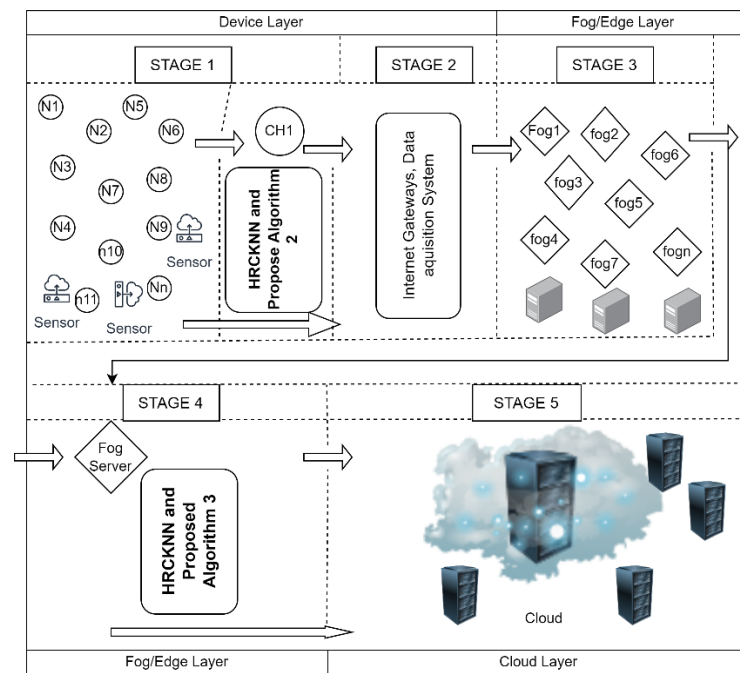 Device Layer
Fog/Edge Layer
STAGE 1
STAGE 2
STAGE 3
N1
N5
N2
N6
N3
N7
N8
N4
N9
n10
n11
Nn
Sensor
Sensor
Sensor
CH1
HRCKNN and
Propose Algorithm
2
Internet Gateways, Data
aquisition System
Fog1
fog2
fog6
fog3
fog5
fog4
fog7
fogn
STAGE 4
STAGE 5
Fog
Server
HRCKNN and
Proposed
Algorithm 3
Cloud
Fog/Edge Layer
Cloud Layer